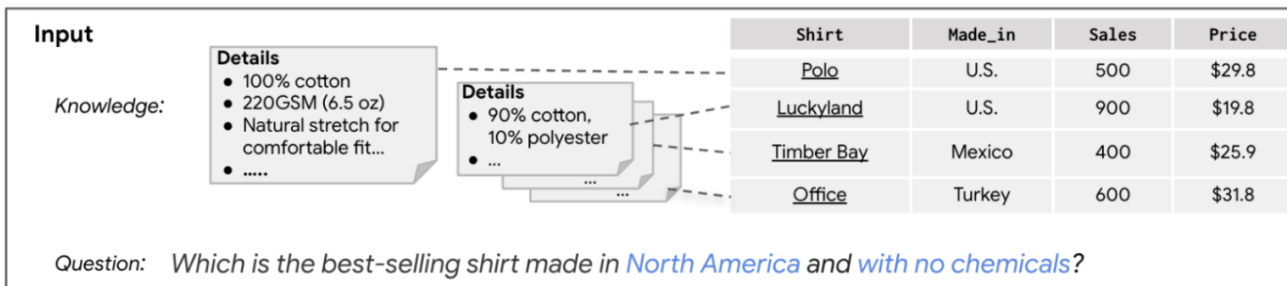 Input
Knowledge:
Details
● 100% cotton
● 220GSM (6.5 oz)
● Natural stretch for
comfortable fit...
● .....
Details
● 90% cotton,
10% polyester
● ...
...
...
Shirt Made_in Sales Price
Polo U.S. 500 $29.8
Luckyland U.S. 900 $19.8
Timber Bay Mexico 400 $25.9
Office Turkey 600 $31.8
Question: Which is the best-selling shirt made in North America and with no chemicals?